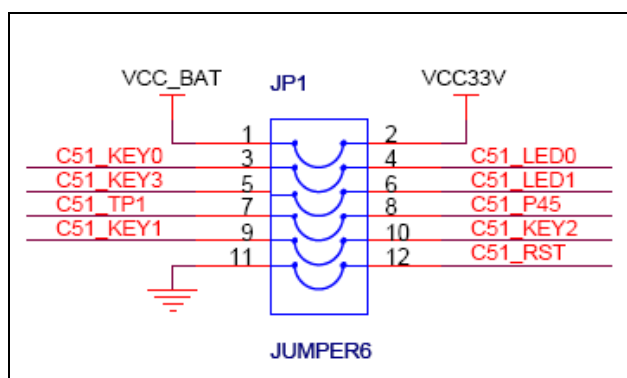 VCC_BAT JP1 VCC33V
1 2
C51_KEY0 3 4 C51_LED0
C51_KEY3 5 6 C51_LED1
C51_TP1 7 8 C51_P45
C51_KEY1 9 10 C51_KEY2
11 12 C51_RST
JUMPER6